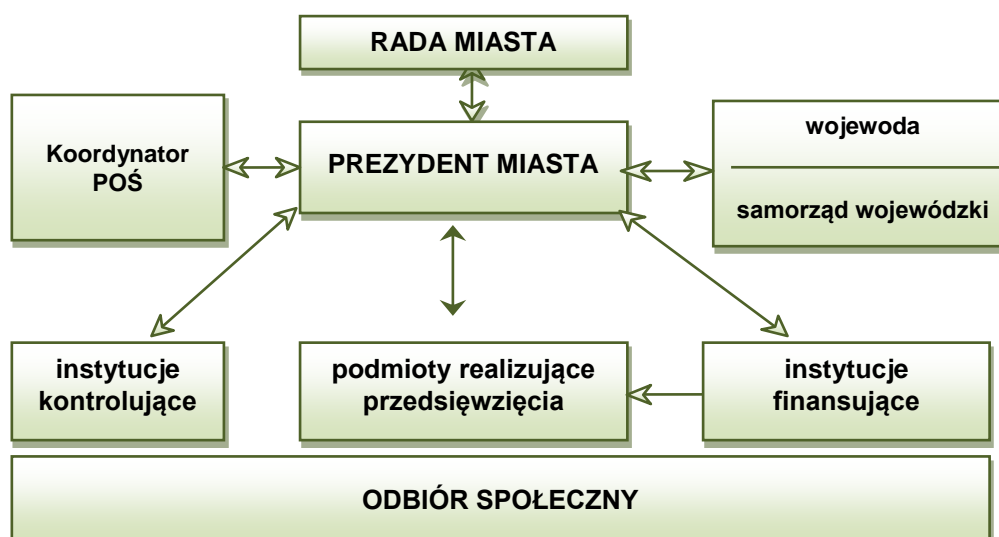 RADA MIASTA
Koordynator
POŚ
PREZYDENT MIASTA
wojewoda
samorząd wojewódzki
instytucje
kontrolujące
podmioty realizujące
przedsięwzięcia
instytucje
finansujące
ODBIÓR SPOŁECZNY